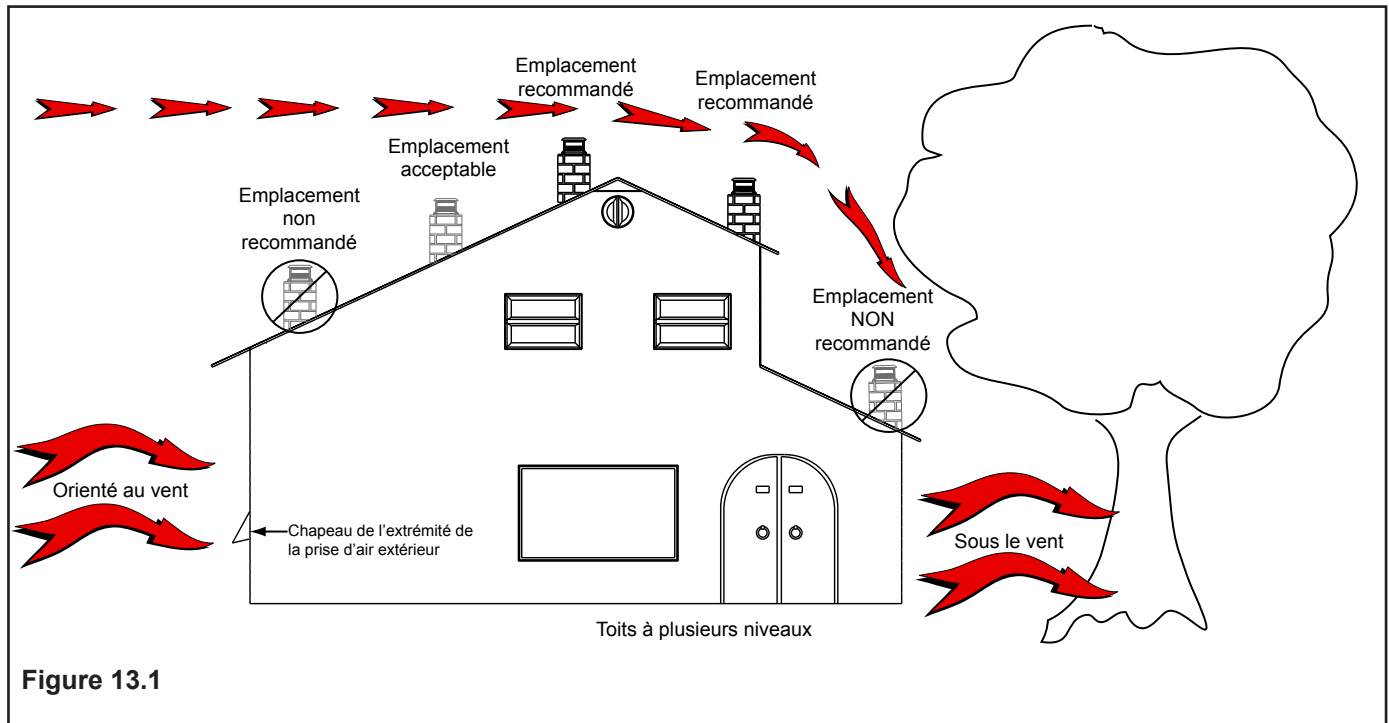 Emplacement
recommandé
Emplacement
recommandé
Emplacement
acceptable
Emplacement
non
recommandé
Emplacement
NON
recommandé
Orienté au vent
Chapeau de l’extrémité de
la prise d’air extérieur
Sous le vent
Toits à plusieurs niveaux
Figure 13.1